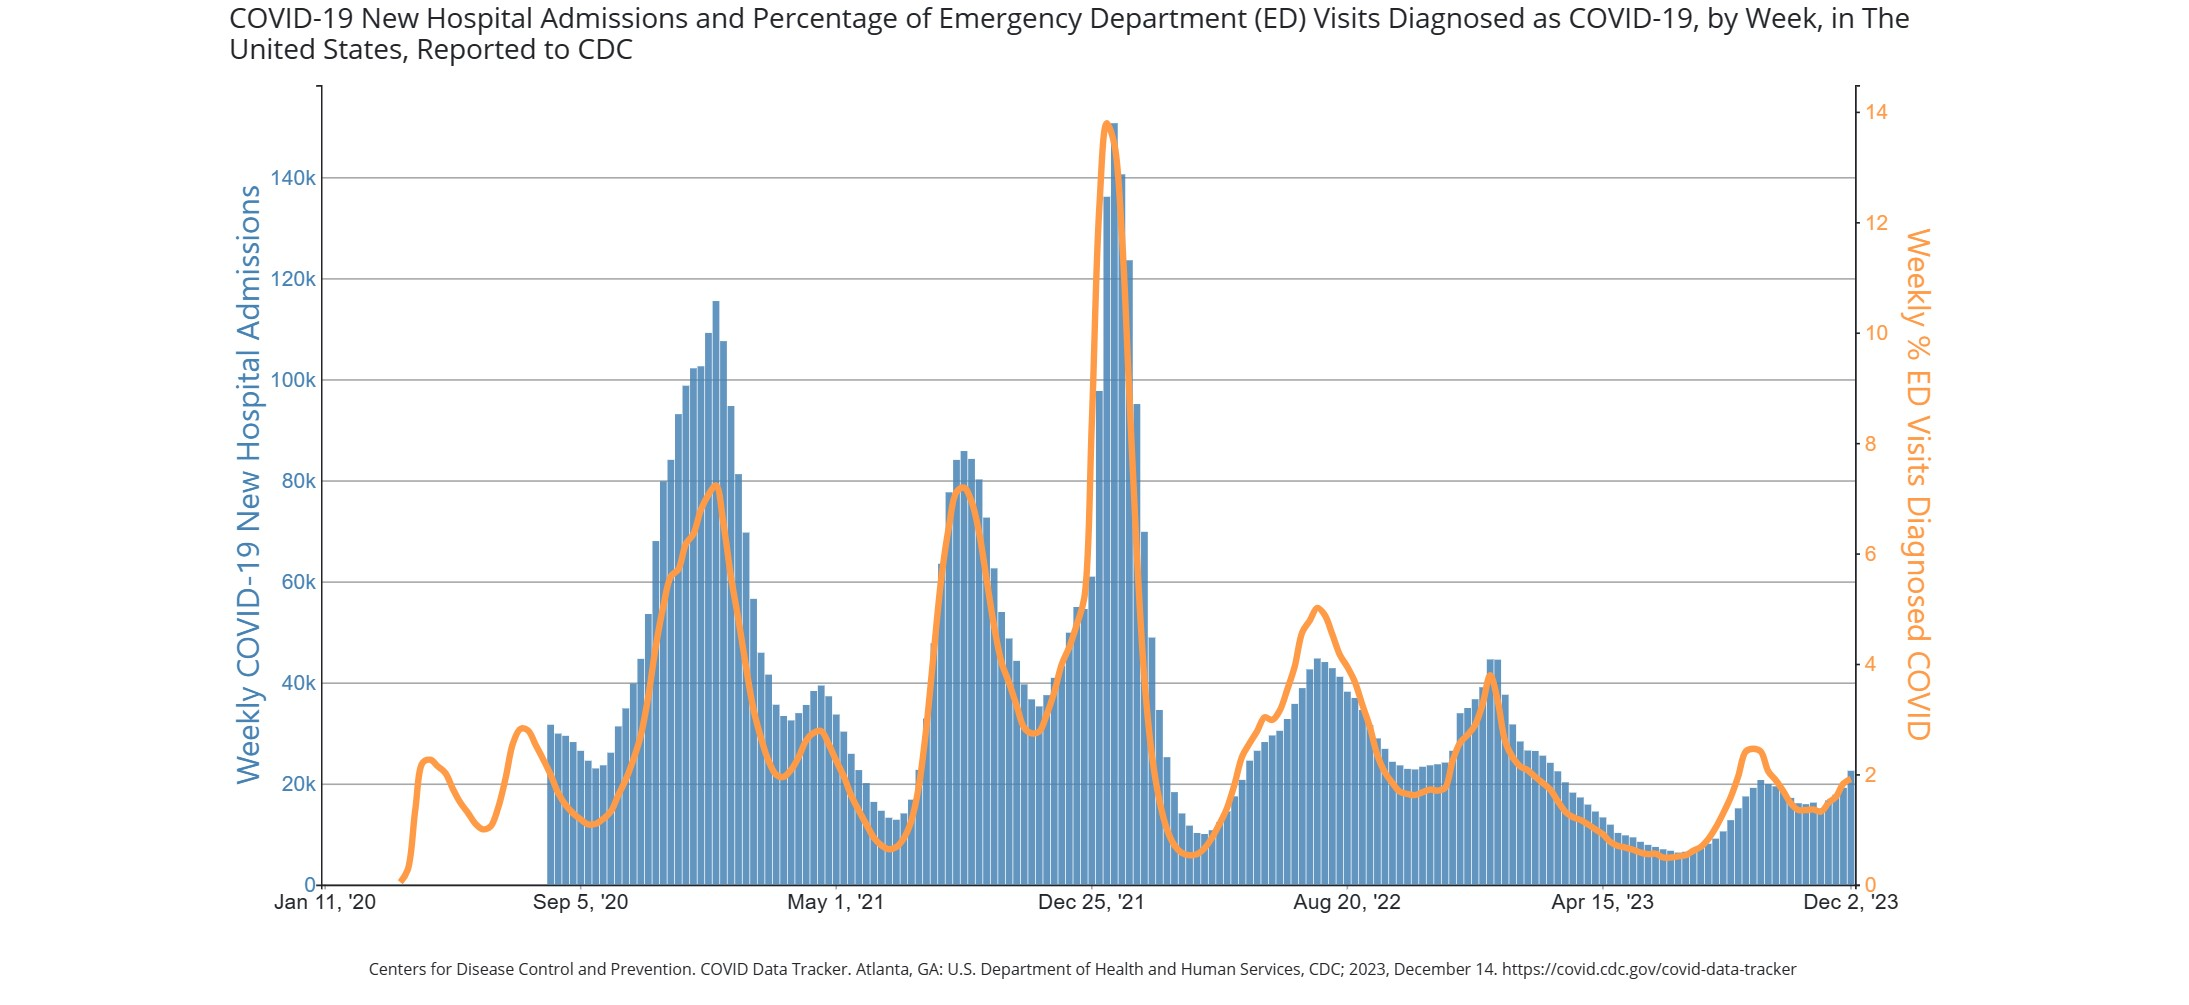 COVID-19 New Hospital Admissions and Percentage of Emergency Department (ED) Visits Diagnosed as COVID-19, by Week, in The
United States, Reported to CDC
Weekly COVID-19 New Hospital Admissions
140k
120k
100k
80k
60k
40k
20k
0
14
12
10
8
6
4
2
0
Weekly % ED Visits Diagnosed COVID
Jan 11, '20
Sep 5, '20
May 1, '21
Dec 25, '21
Aug 20, '22
Apr 15, '23
Dec 2, '23
Centers for Disease Control and Prevention. COVID Data Tracker. Atlanta, GA: U.S. Department of Health and Human Services, CDC; 2023, December 14. https://covid.cdc.gov/covid-data-tracker